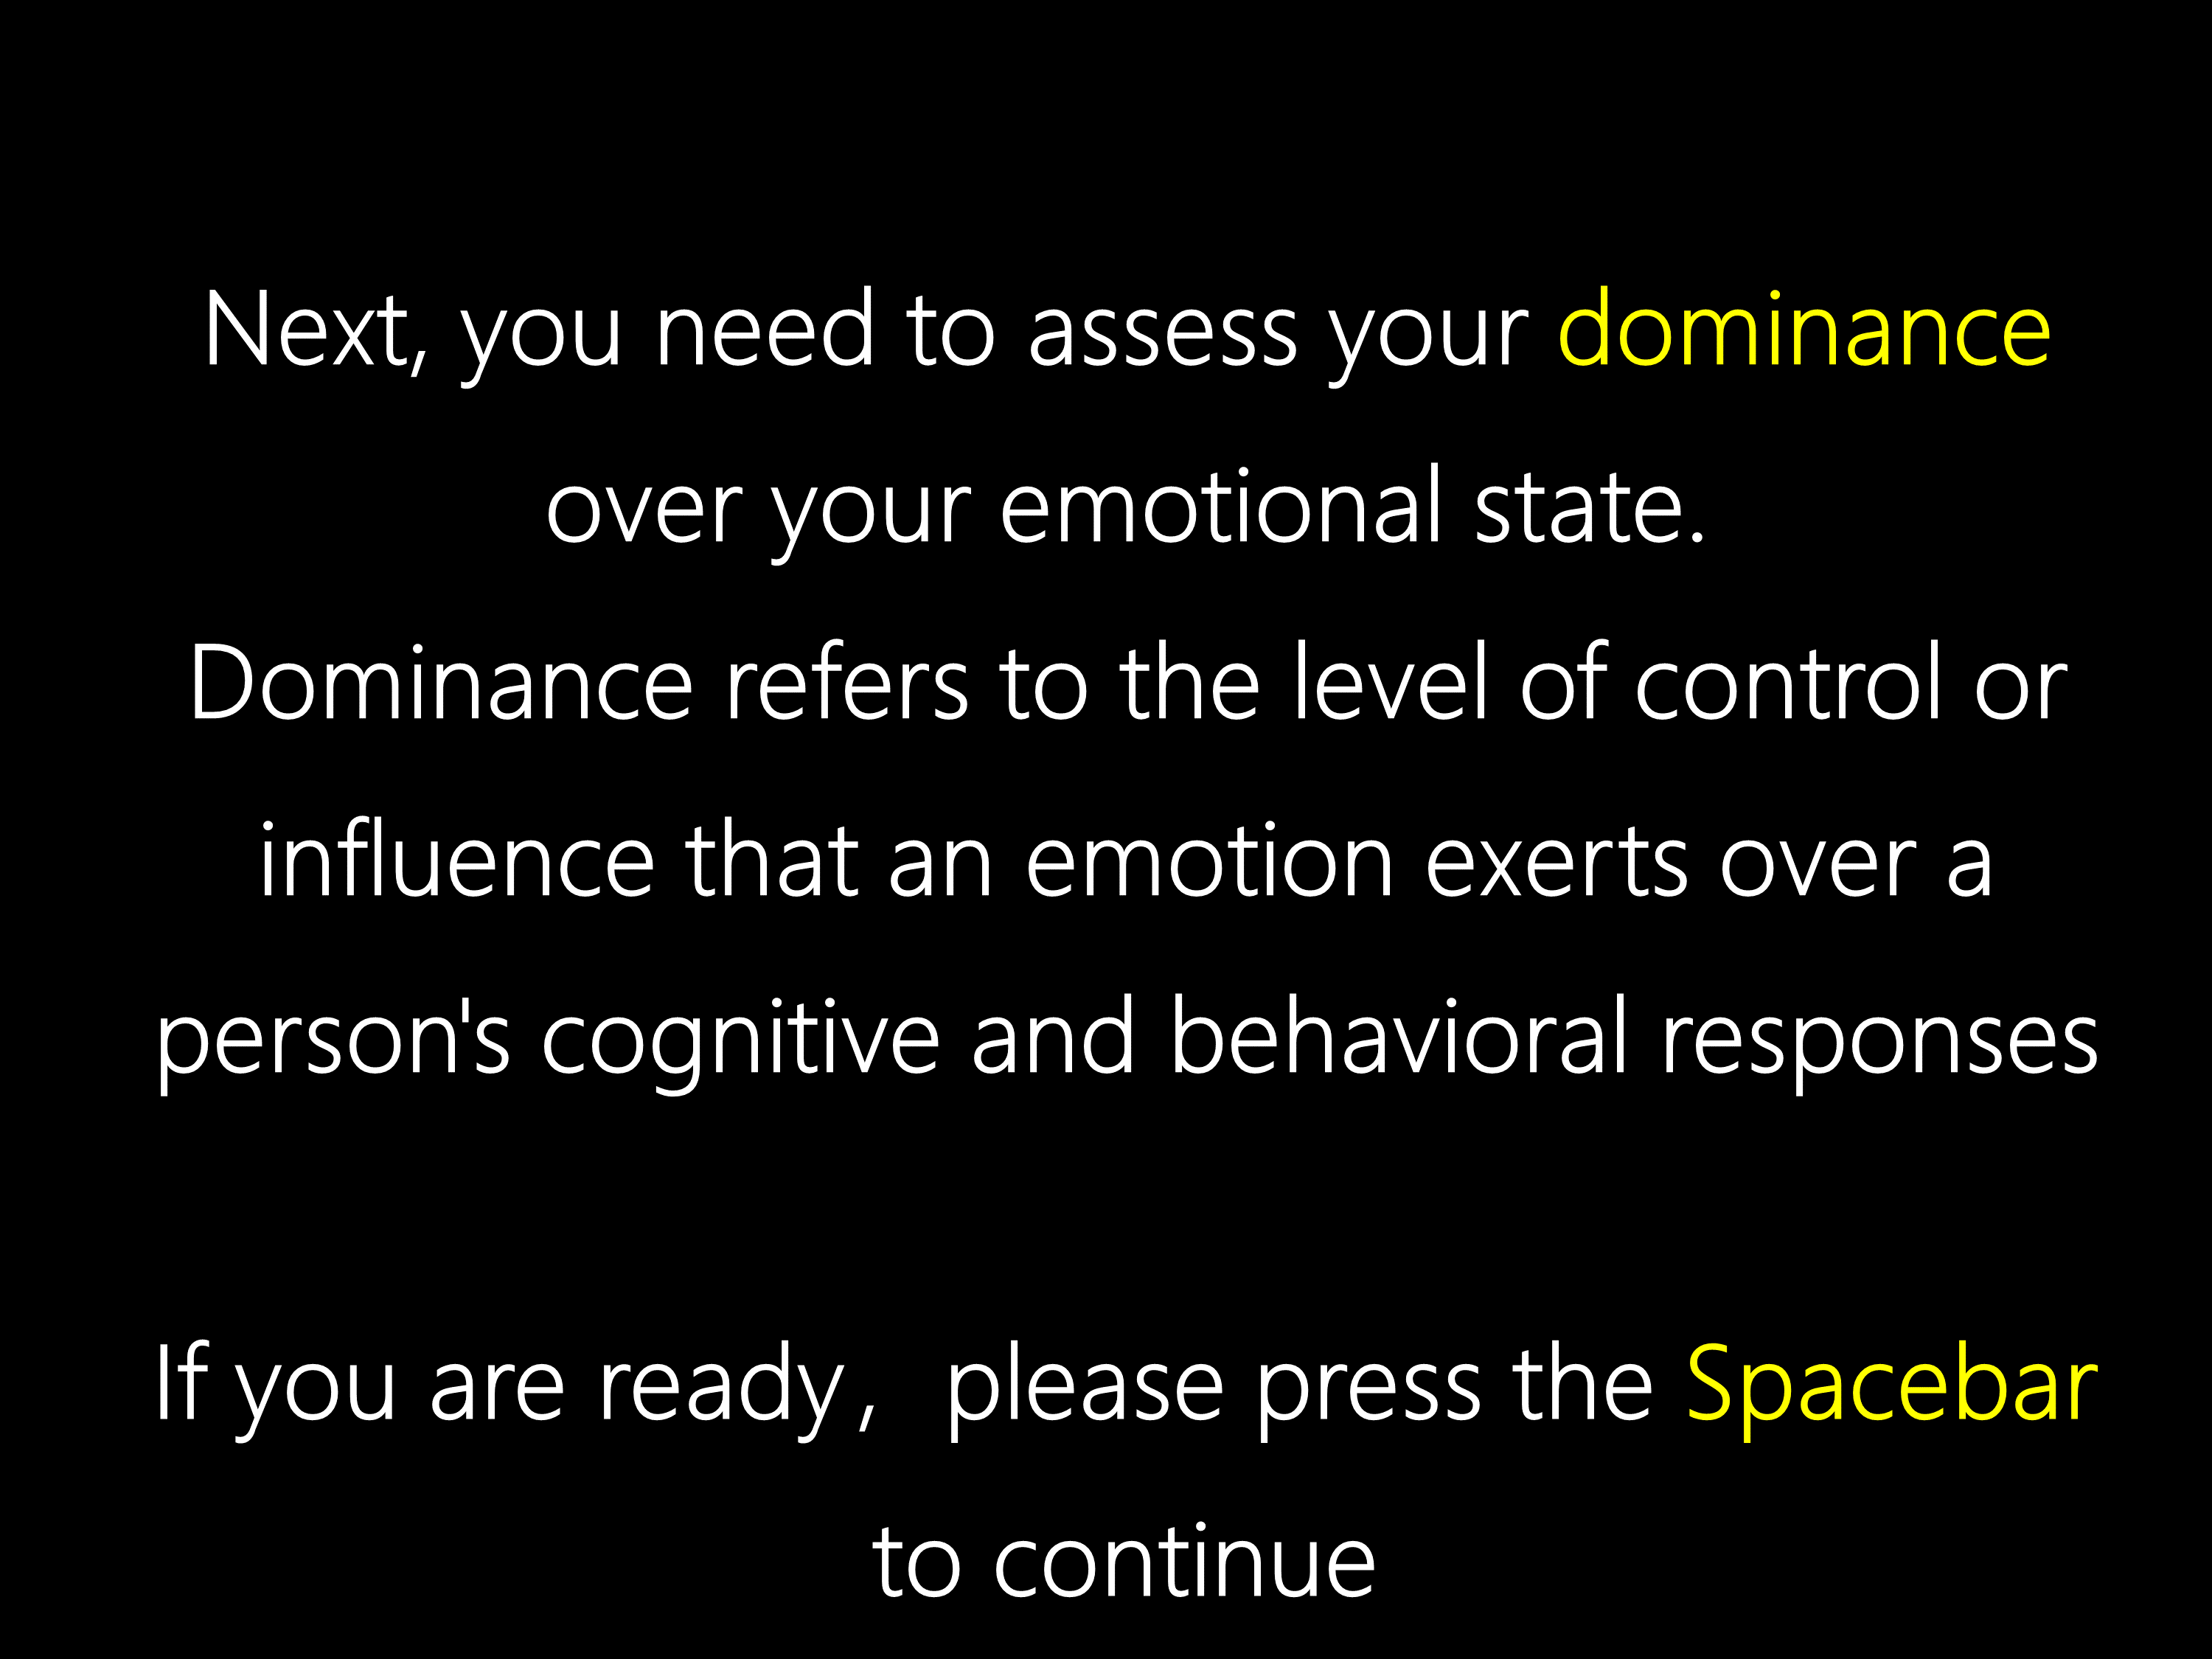 Next, you need to assess your dominance
over your emotional state.
Dominance refers to the level of control or
influence that an emotion exerts over a
person's cognitive and behavioral responses
If you are ready,  please press the Spacebar
to continue